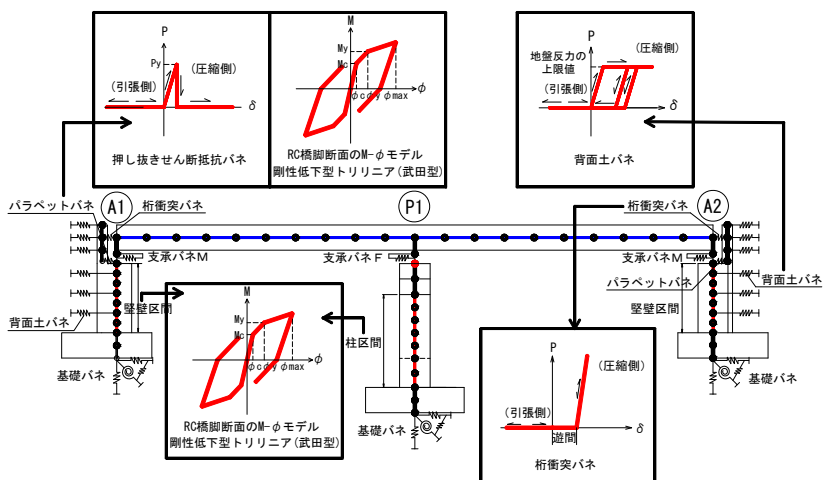 P
Py
(引張側)
(圧縮側)
δ
押し抜きせん断抵抗バネ
M
My
Mc
φc φy φmax
φ
RC橋脚断面のM-φモデル
剛性低下型トリリニア(武田型)
P
地盤反力の
上限値
(圧縮側)
(引張側)
δ
背面土バネ
パラペットバネ
A1
桁衝突バネ
P1
桁衝突バネ
A2
支承バネM
支承バネF
支承バネM
パラペットバネ
背面土バネ
竪壁区間
背面土バネ
基礎バネ
M
My
Mc
φc φy φmax
φ
RC橋脚断面のM-φモデル
剛性低下型トリリニア(武田型)
柱区間
基礎バネ
竪壁区間
基礎バネ
P
(圧縮側)
(引張側)
δ
遊間
桁衝突バネ